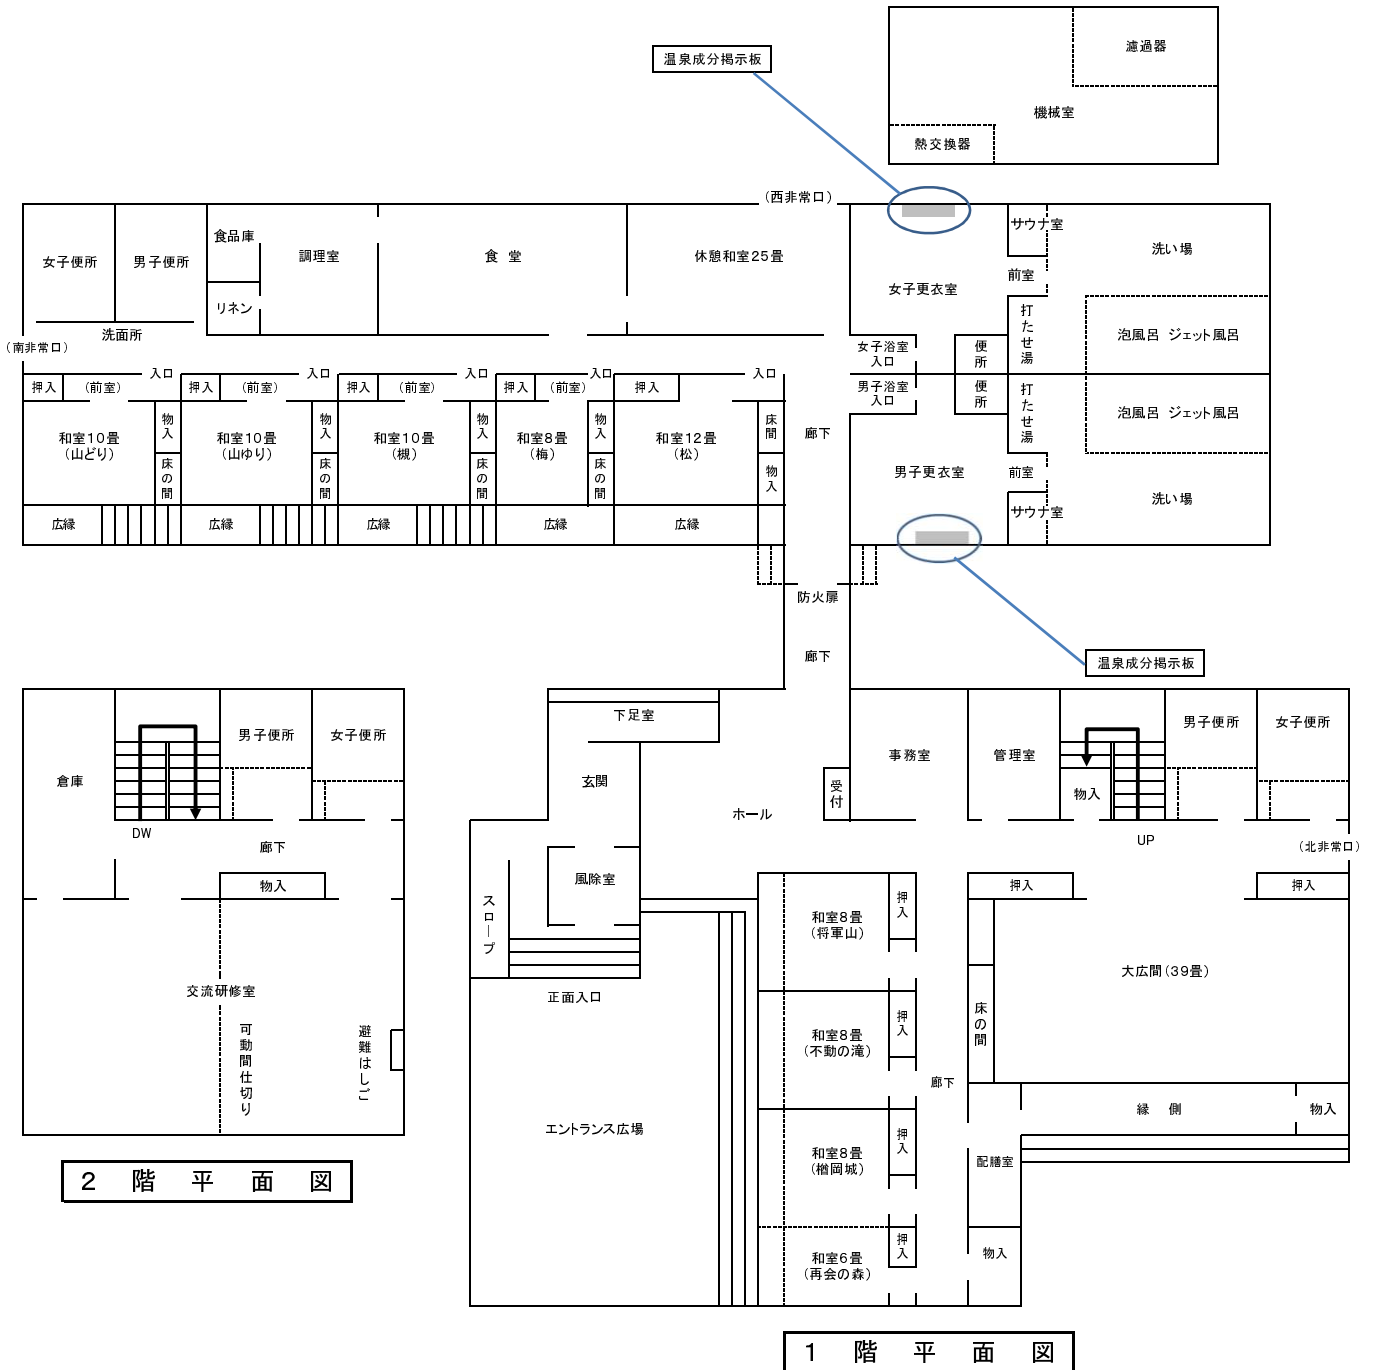 濾過器
温泉成分掲示板
機械室
熱交換器
(西非常口)
食品庫
サウナ室
女子便所
男子便所
調理室
食 堂
休憩和室25畳
洗い場
前室
女子更衣室
リネン
打たせ湯
洗面所
泡風呂 ジェット風呂
(南非常口)
女子浴室
入口
便所
入口
入口
入口
入口
入口
押入
(前室)
押入
(前室)
押入
(前室)
押入
(前室)
押入
男子浴室
入口
便所
打たせ湯
泡風呂 ジェット風呂
和室10畳
(山どり)
物入
床の間
和室10畳
(山ゆり)
物入
床の間
和室10畳
(槻)
物入
床の間
和室8畳
(梅)
物入
床の間
和室12畳
(松)
床間
物入
廊下
男子更衣室
前室
サウナ室
洗い場
広縁
広縁
広縁
広縁
広縁
防火扉
廊下
温泉成分掲示板
下足室
倉庫
男子便所
女子便所
玄関
受付
事務室
管理室
物入
男子便所
女子便所
ホール
DW
廊下
UP
(北非常口)
物入
風除室
スロープ
押入
押入
押入
和室8畳
(将軍山)
大広間(39畳)
交流研修室
正面入口
床の間
可動間仕切り
避難はしご
和室8畳
(不動の滝)
押入
廊下
エントランス広場
縁 側
物入
和室8畳
(楢岡城)
押入
配膳室
2 階 平 面 図
和室6畳
(再会の森)
押入
物入
1 階 平 面 図